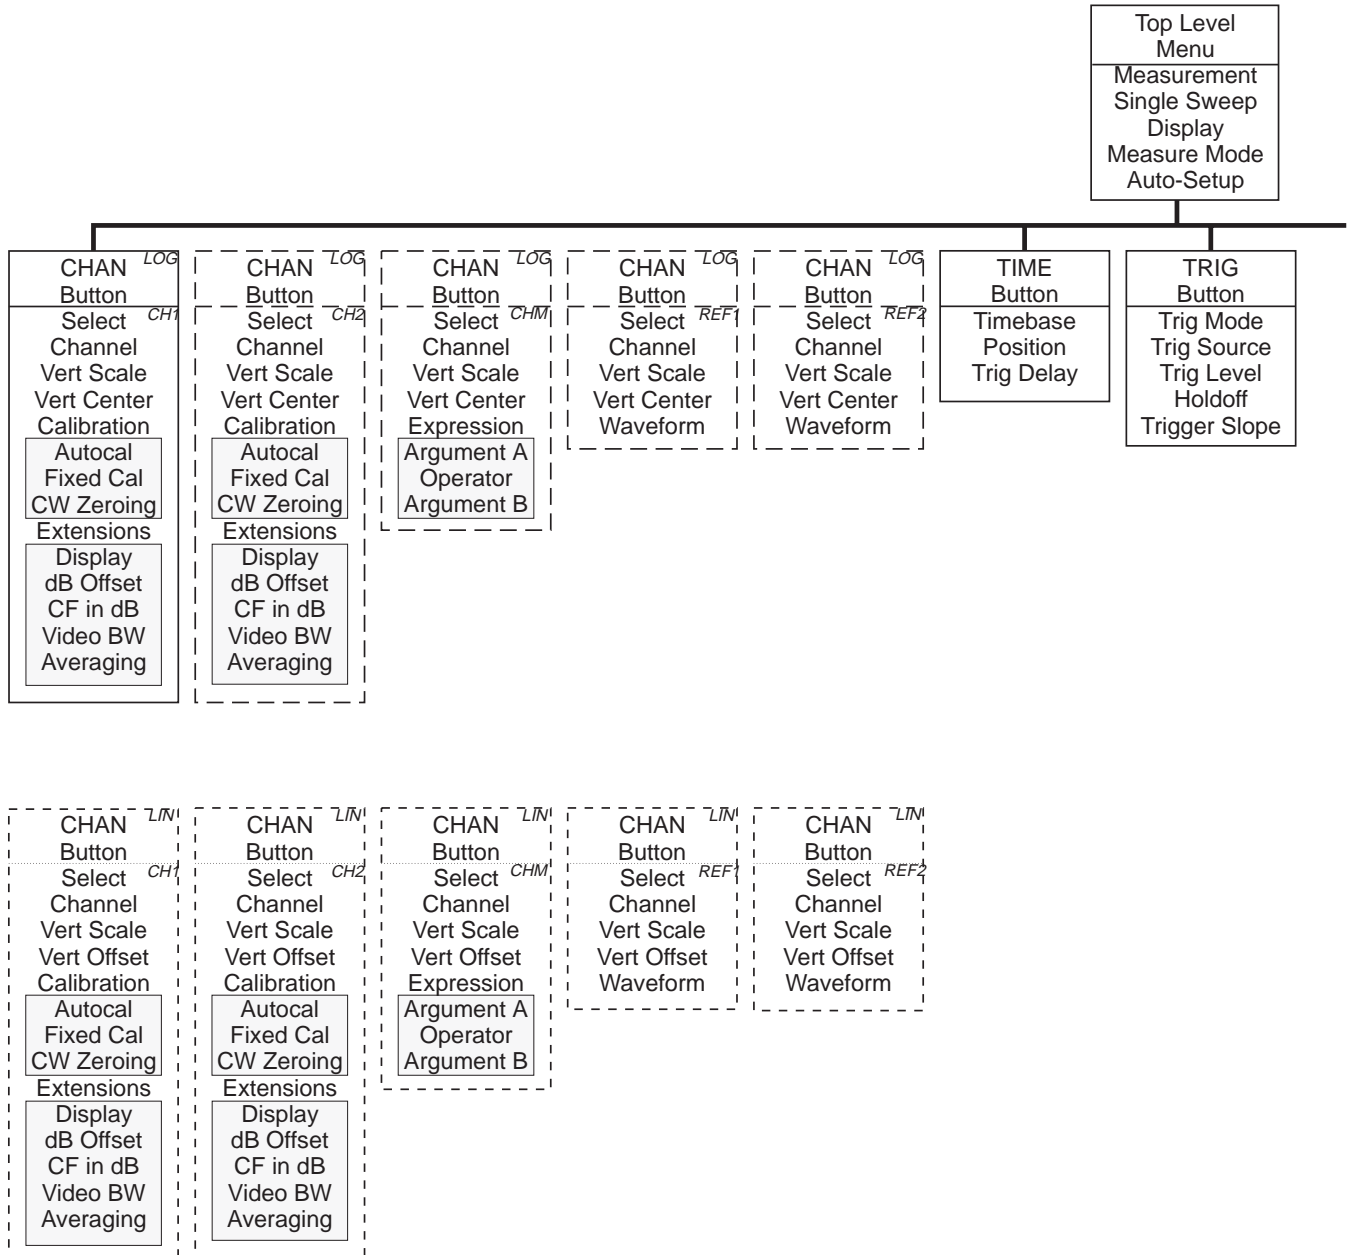 Top Level
Menu
Measurement
Single Sweep
Display
Measure Mode
Auto-Setup
CHAN LOG
Button
Select CH1
Channel
Vert Scale
Vert Center
Calibration
Autocal
Fixed Cal
CW Zeroing
Extensions
Display
dB Offset
CF in dB
Video BW
Averaging
CHAN LOG
Button
Select CH2
Channel
Vert Scale
Vert Center
Calibration
Autocal
Fixed Cal
CW Zeroing
Extensions
Display
dB Offset
CF in dB
Video BW
Averaging
CHAN LOG
Button
Select CHM
Channel
Vert Scale
Vert Center
Expression
Argument A
Operator
Argument B
CHAN LOG
Button
Select REF1
Channel
Vert Scale
Vert Center
Waveform
CHAN LOG
Button
Select REF2
Channel
Vert Scale
Vert Center
Waveform
TIME
Button
Timebase
Position
Trig Delay
TRIG
Button
Trig Mode
Trig Source
Trig Level
Holdoff
Trigger Slope
CHAN LIN
Button
Select CH1
Channel
Vert Scale
Vert Offset
Calibration
Autocal
Fixed Cal
CW Zeroing
Extensions
Display
dB Offset
CF in dB
Video BW
Averaging
CHAN LIN
Button
Select CH2
Channel
Vert Scale
Vert Offset
Calibration
Autocal
Fixed Cal
CW Zeroing
Extensions
Display
dB Offset
CF in dB
Video BW
Averaging
CHAN LIN
Button
Select CHM
Channel
Vert Scale
Vert Offset
Expression
Argument A
Operator
Argument B
CHAN LIN
Button
Select REF1
Channel
Vert Scale
Vert Offset
Waveform
CHAN LIN
Button
Select REF2
Channel
Vert Scale
Vert Offset
Waveform